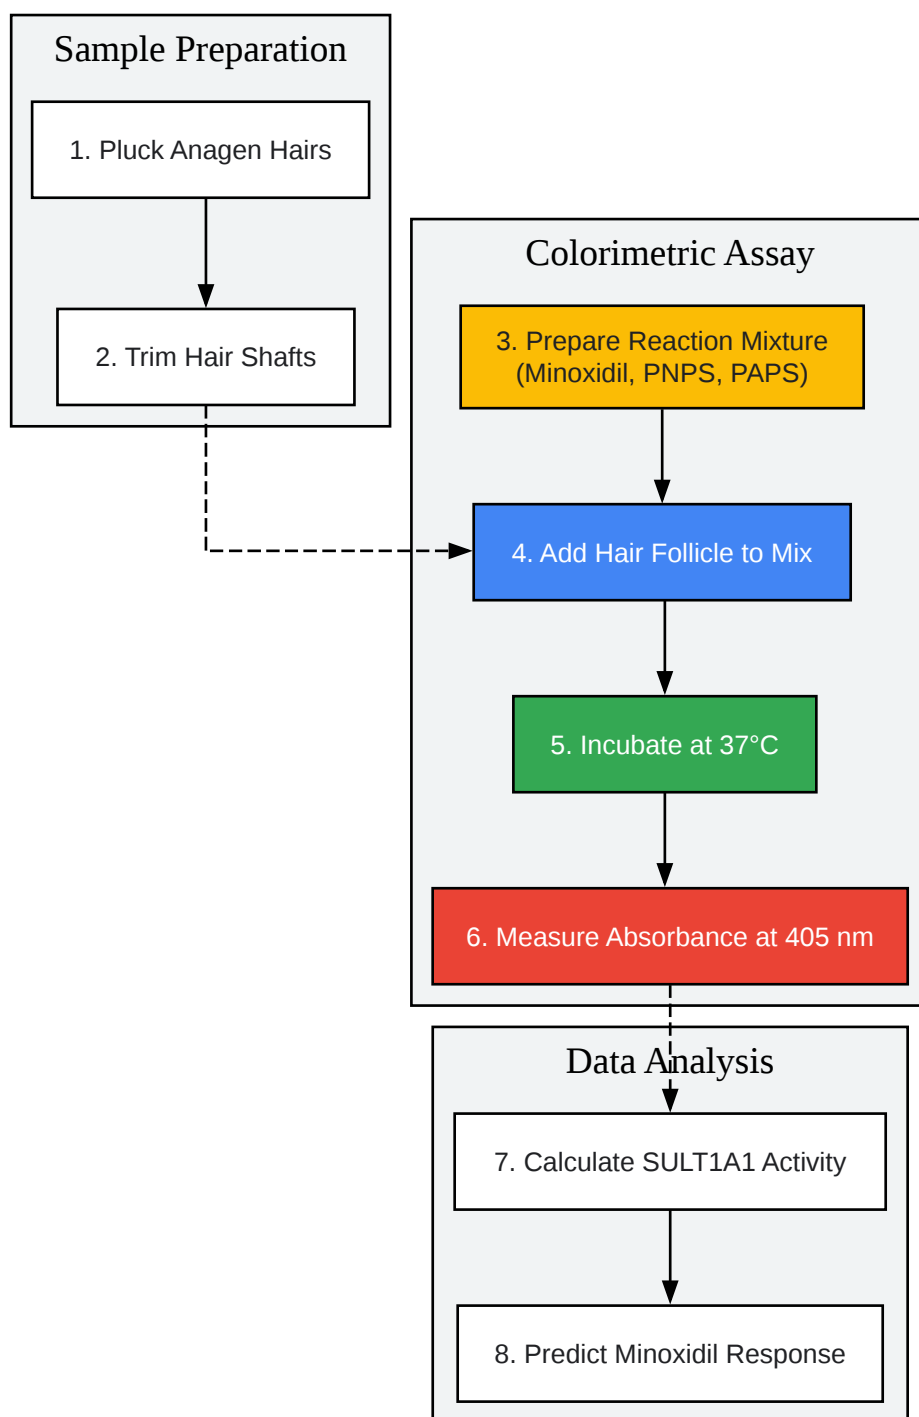 Sample Preparation
1. Pluck Anagen Hairs
2. Trim Hair Shafts
Colorimetric Assay
3. Prepare Reaction Mixture
(Minoxidil, PNPS, PAPS)
4. Add Hair Follicle to Mix
5. Incubate at 37°C
6. Measure Absorbance at 405 nm
Data Analysis
7. Calculate SULT1A1 Activity
8. Predict Minoxidil Response